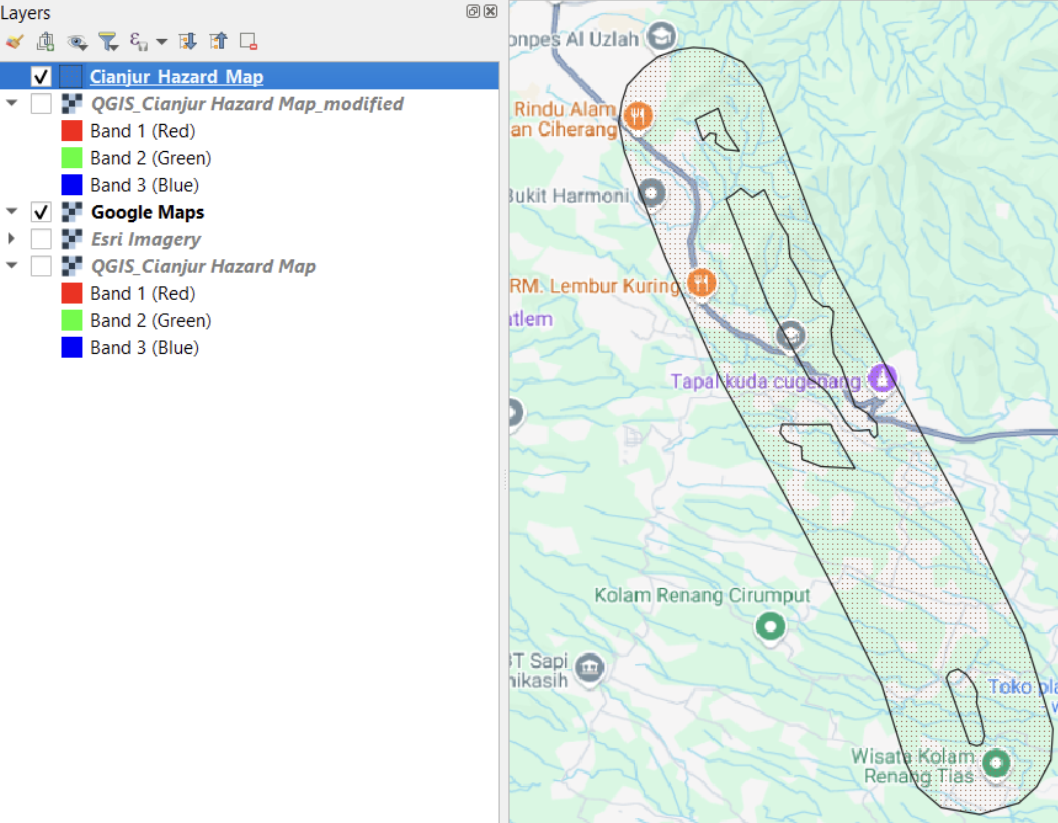 Layers
Cianjur_Hazard_Map
QGIS_Cianjur Hazard Map_modified
Band 1 (Red)
Band 2 (Green)
Band 3 (Blue)
Google Maps
Esri Imagery
QGIS_Cianjur Hazard Map
Band 1 (Red)
Band 2 (Green)
Band 3 (Blue)
onpes Al Uzlah
Rindu Alam
an Ciherang
Bukit Harmoni
RM. Lembur Kuring
atlem
Tapal kuda cugenang
Kolam Renang Cirumput
BT Sapi
nikasih
Toko pla
Wisata Kolam
Renang Tias